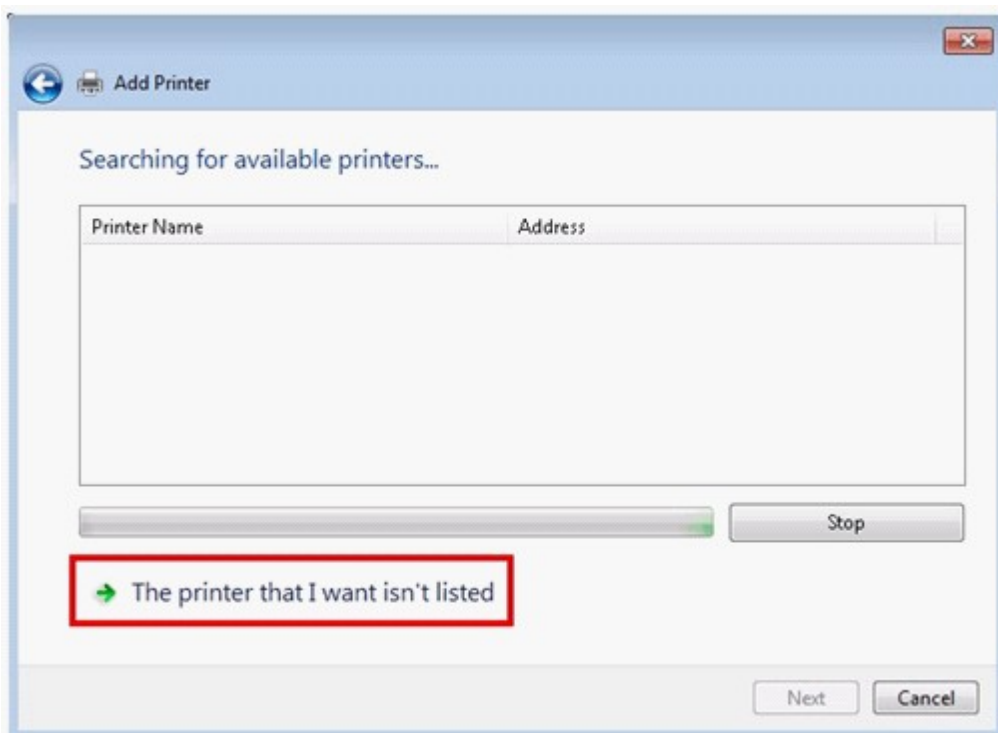 Add Printer
Searching for available printers...
Printer Name Address
Stop
The printer that I want isn't listed
Next Cancel